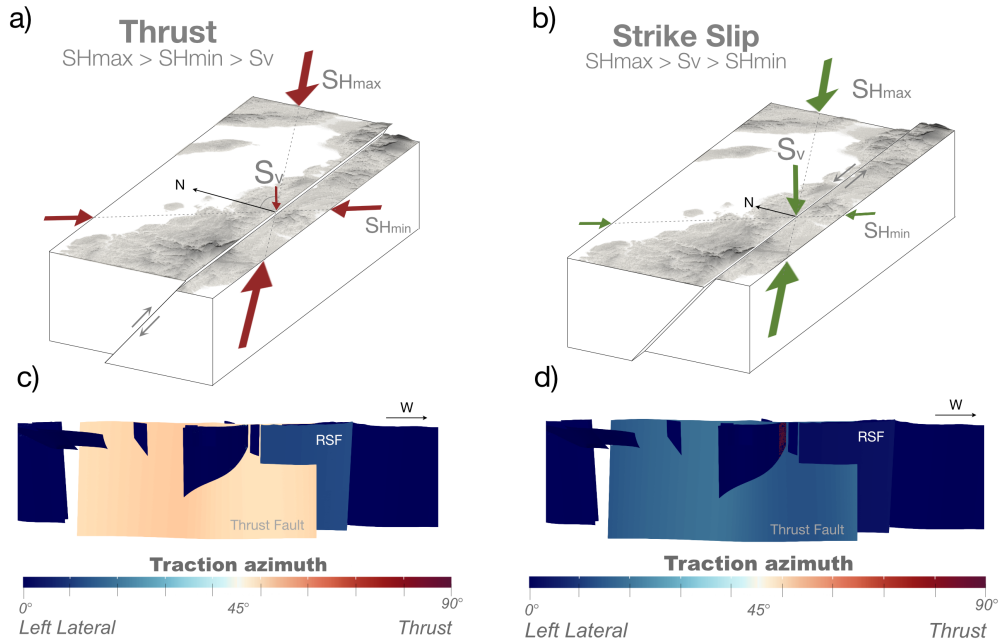 a)
Thrust
SHmax > SHmin > Sv
SHmax
Sv
N
SHmin
b)
Strike Slip
SHmax > Sv > SHmin
SHmax
Sv
N
SHmin
c)
W
RSF
Thrust Fault
Traction azimuth
0° 45° 90°
Left Lateral Thrust
d)
W
RSF
Thrust Fault
Traction azimuth
0° 45° 90°
Left Lateral Thrust